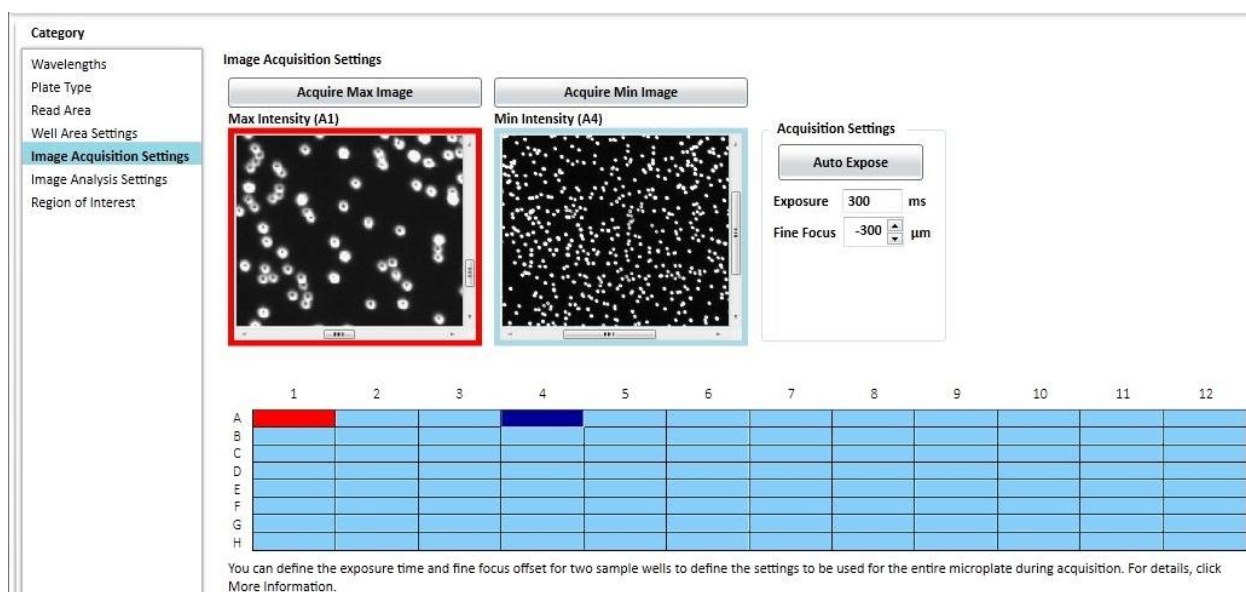 Category
Wavelengths
Plate Type
Read Area
Well Area Settings
Image Acquisition Settings
Image Analysis Settings
Region of Interest
Image Acquisition Settings
Acquire Max Image
Acquire Min Image
Max Intensity (A1)
Min Intensity (A4)
Acquisition Settings
Auto Expose
Exposure 300 ms
Fine Focus -300 µm
1 2 3 4 5 6 7 8 9 10 11 12
A
B
C
D
E
F
G
H
You can define the exposure time and fine focus offset for two sample wells to define the settings to be used for the entire microplate during acquisition. For details, click
More Information.